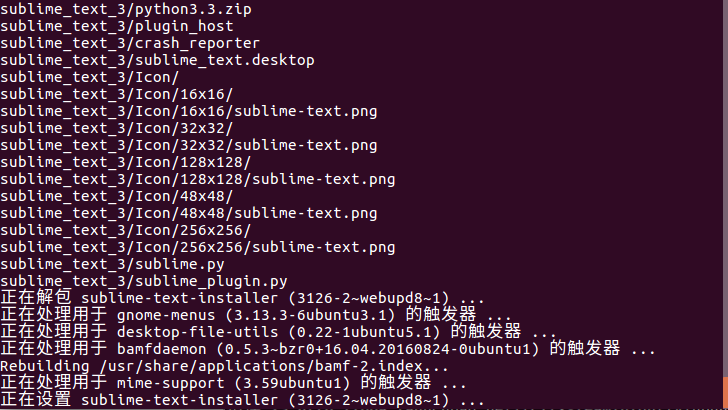 sublime_text_3/python3.3.zip
sublime_text_3/plugin_host
sublime_text_3/crash_reporter
sublime_text_3/sublime_text.desktop
sublime_text_3/Icon/
sublime_text_3/Icon/16x16/
sublime_text_3/Icon/16x16/sublime-text.png
sublime_text_3/Icon/32x32/
sublime_text_3/Icon/32x32/sublime-text.png
sublime_text_3/Icon/128x128/
sublime_text_3/Icon/128x128/sublime-text.png
sublime_text_3/Icon/48x48/
sublime_text_3/Icon/48x48/sublime-text.png
sublime_text_3/Icon/256x256/
sublime_text_3/Icon/256x256/sublime-text.png
sublime_text_3/sublime.py
sublime_text_3/sublime_plugin.py
正在解包 sublime-text-installer (3126-2~webupd8~1) ...
正在处理用于 gnome-menus (3.13.3-6ubuntu3.1) 的触发器 ...
正在处理用于 desktop-file-utils (0.22-1ubuntu5.1) 的触发器 ...
正在处理用于 bamfdaemon (0.5.3~bzr0+16.04.20160824-0ubuntu1) 的触发器 ...
Rebuilding /usr/share/applications/bamf-2.index...
正在处理用于 mime-support (3.59ubuntu1) 的触发器 ...
正在设置 sublime-text-installer (3126-2~webupd8~1) ...